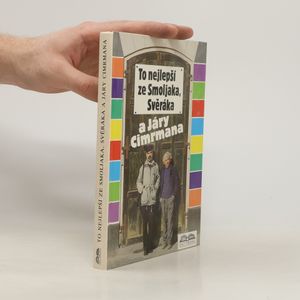 To nejlepší
ze Smoljaka,
Svěráka
a Járy
Cimrmana
TO NEJLEPŠÍ ZE SMOLJAKA, SVĚRÁKA A JÁRY CIMRMANA